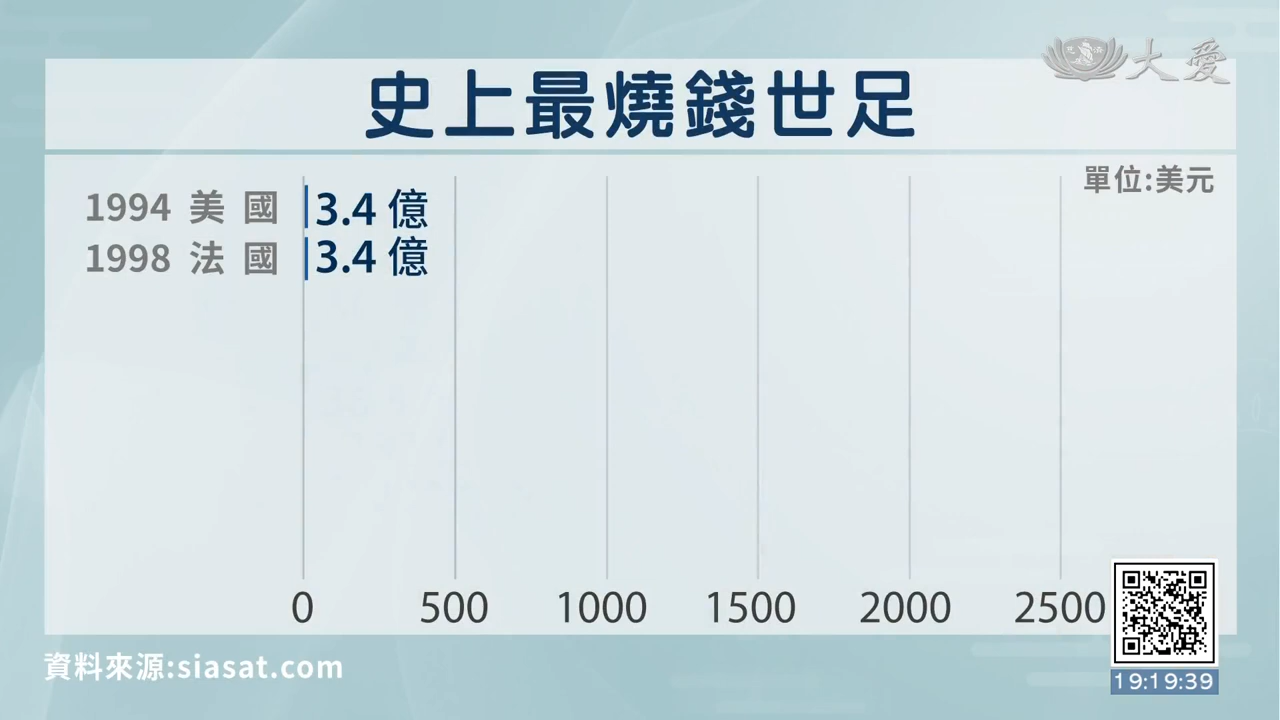 大愛
史上最燒錢世足
單位:美元
1994 美國 3.4 億
1998 法國 3.4 億
0 500 1000 1500 2000 2500
資料來源:siasat.com
19:19:39